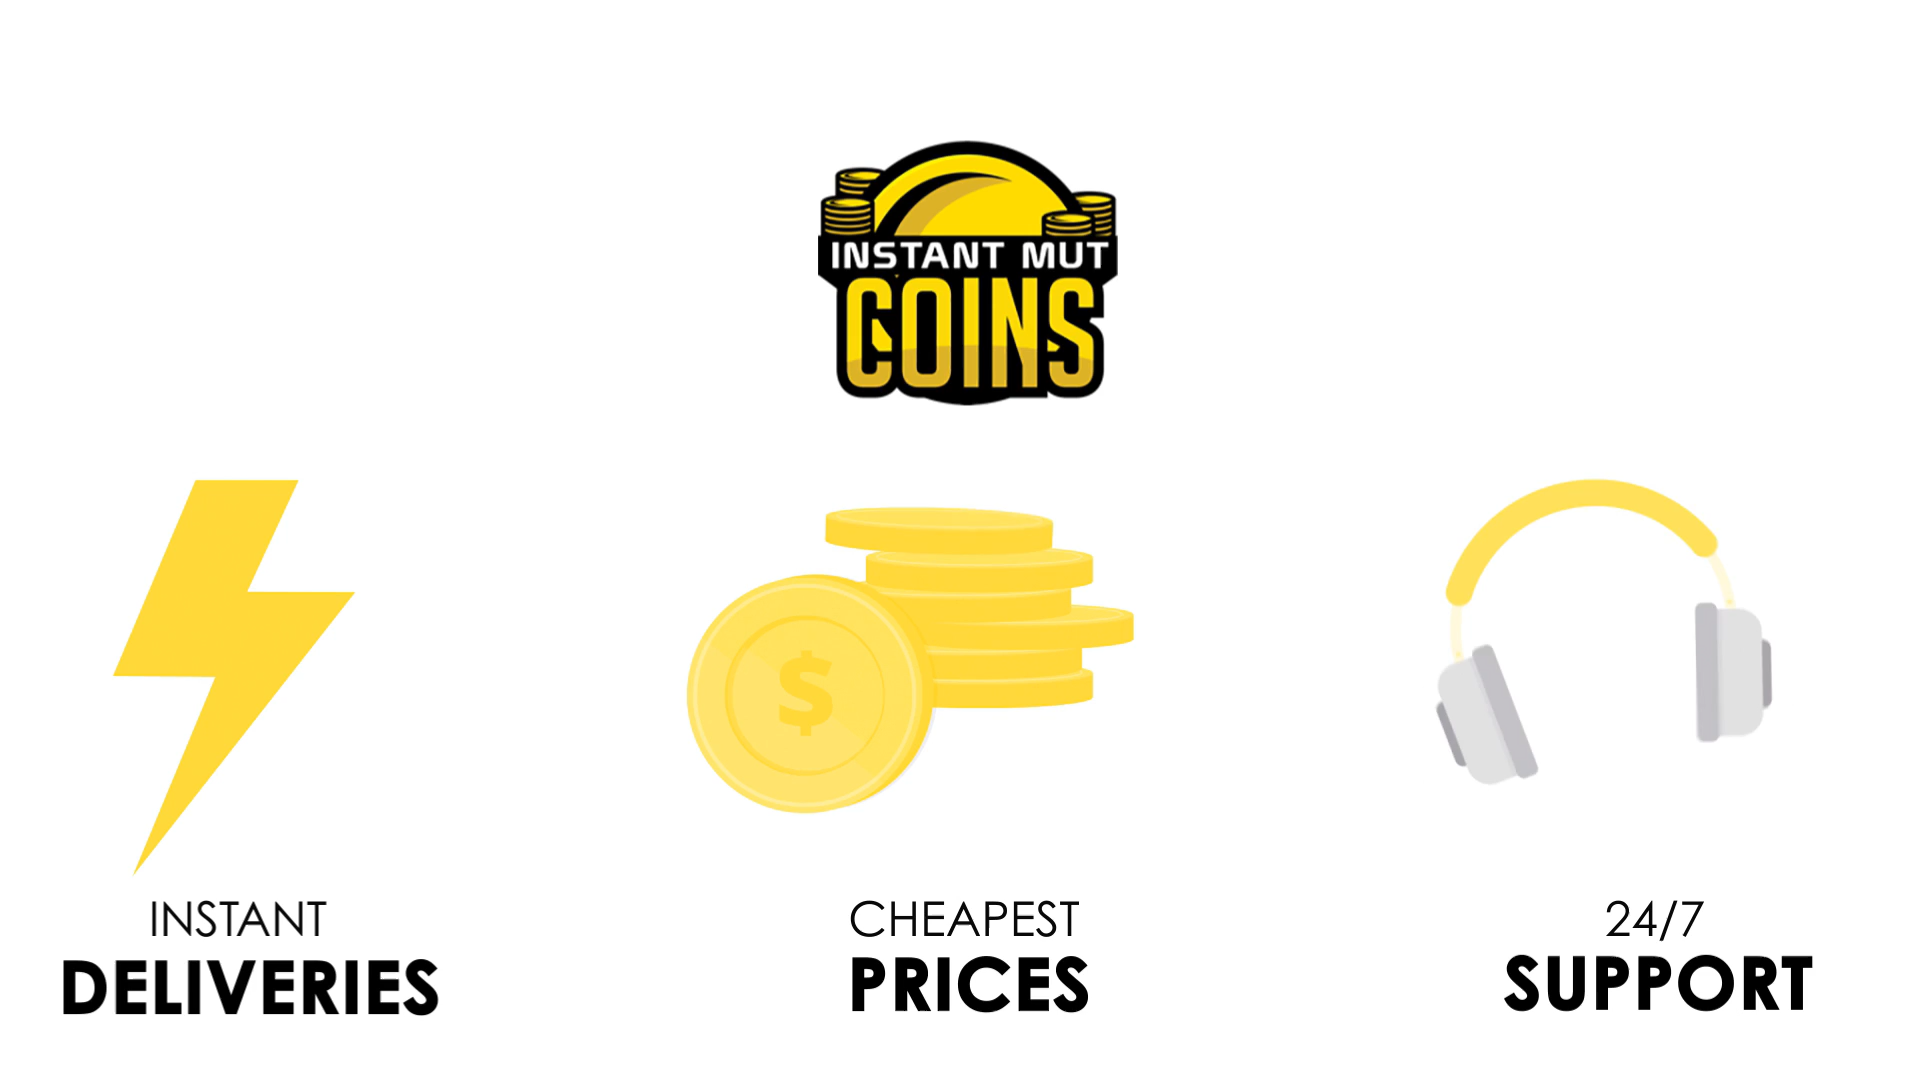 INSTANT MUT
COINS
$
INSTANT
DELIVERIES
CHEAPEST
PRICES
24/7
SUPPORT